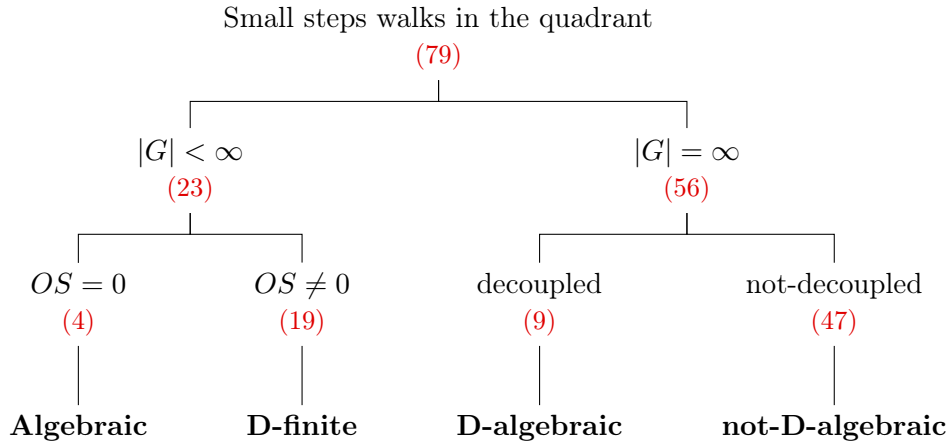 Small steps walks in the quadrant
(79)
|G| < ∞
(23)
|G| = ∞
(56)
OS = 0
(4)
OS ≠ 0
(19)
decoupled
(9)
not-decoupled
(47)
Algebraic
D-finite
D-algebraic
not-D-algebraic